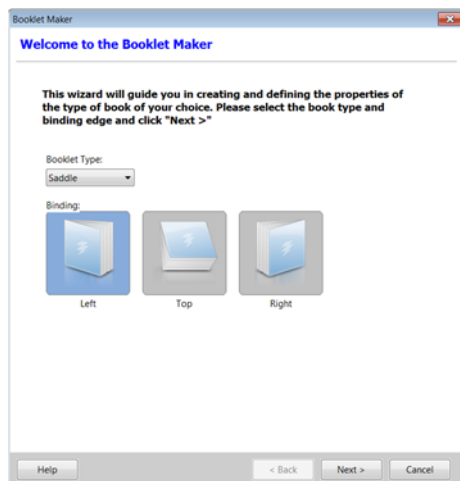 Booklet Maker
Welcome to the Booklet Maker
This wizard will guide you in creating and defining the properties of
the type of book of your choice. Please select the book type and
binding edge and click "Next >"
Booklet Type:
Saddle
Binding:
Left Top Right
Help < Back Next > Cancel